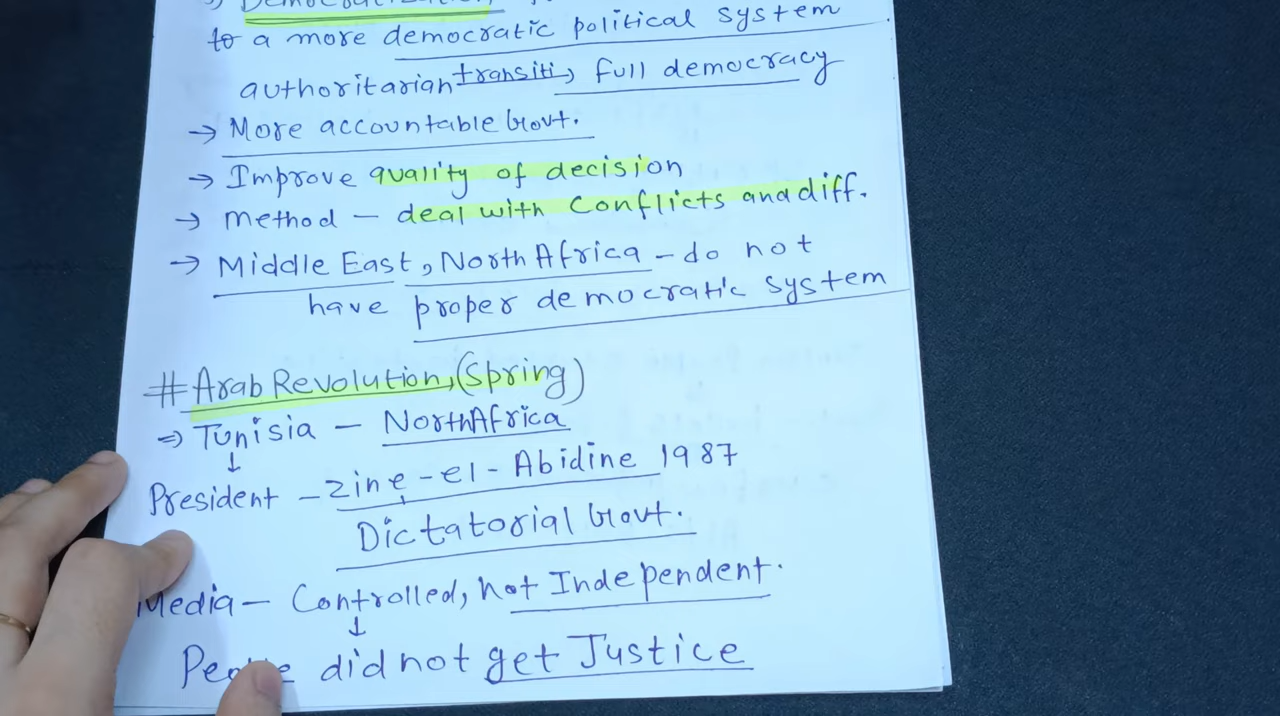 Democratization
to a more democratic political system
authoritarian transiti, full democracy
→ More accountable Govt.
→ Improve quality of decision
→ Method – deal with Conflicts and diff.
→ Middle East, North Africa – do not
have proper democratic system
# Arab Revolution, (Spring)
⇒ Tunisia – North Africa
↓
President – Zine-el-Abidine 1987
Dictatorial Govt.
Media – Controlled, not Independent.
↓
People did not get Justice